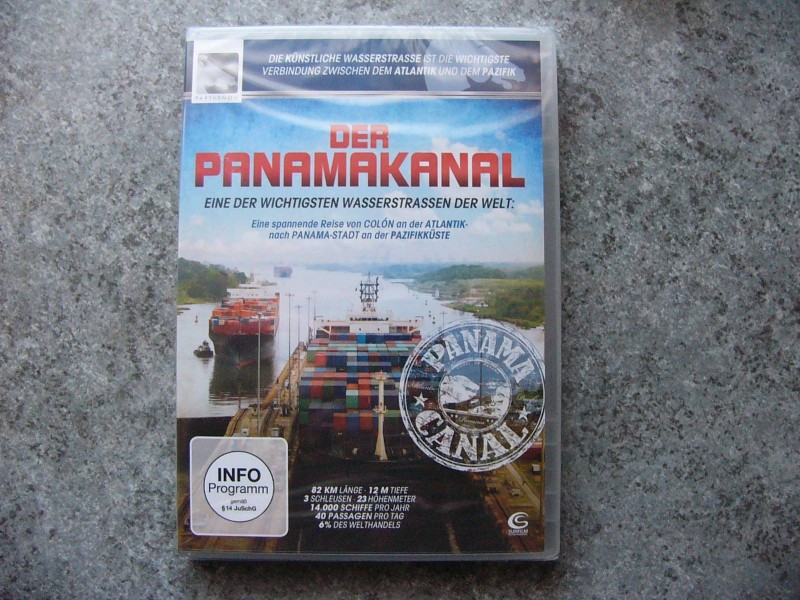 DIE KÜNSTLICHE WASSERSTRASSE IST DIE WICHTIGSTE
VERBINDUNG ZWISCHEN DEM ATLANTIK UND DEM PAZIFIK
PARTHENON
DER
PANAMAKANAL
EINE DER WICHTIGSTEN WASSERSTRASSEN DER WELT:
Eine spannende Reise von COLÓN an der ATLANTIK-
nach PANAMA-STADT an der PAZIFIKKÜSTE
PANAMA
CANAL
INFO
Programm
gemäß
§ 14 JuSchG
82 KM LÄNGE · 12 M TIEFE
3 SCHLEUSEN · 23 HÖHENMETER
14.000 SCHIFFE PRO JAHR
40 PASSAGEN PRO TAG
6% DES WELTHANDELS
SUNFILM